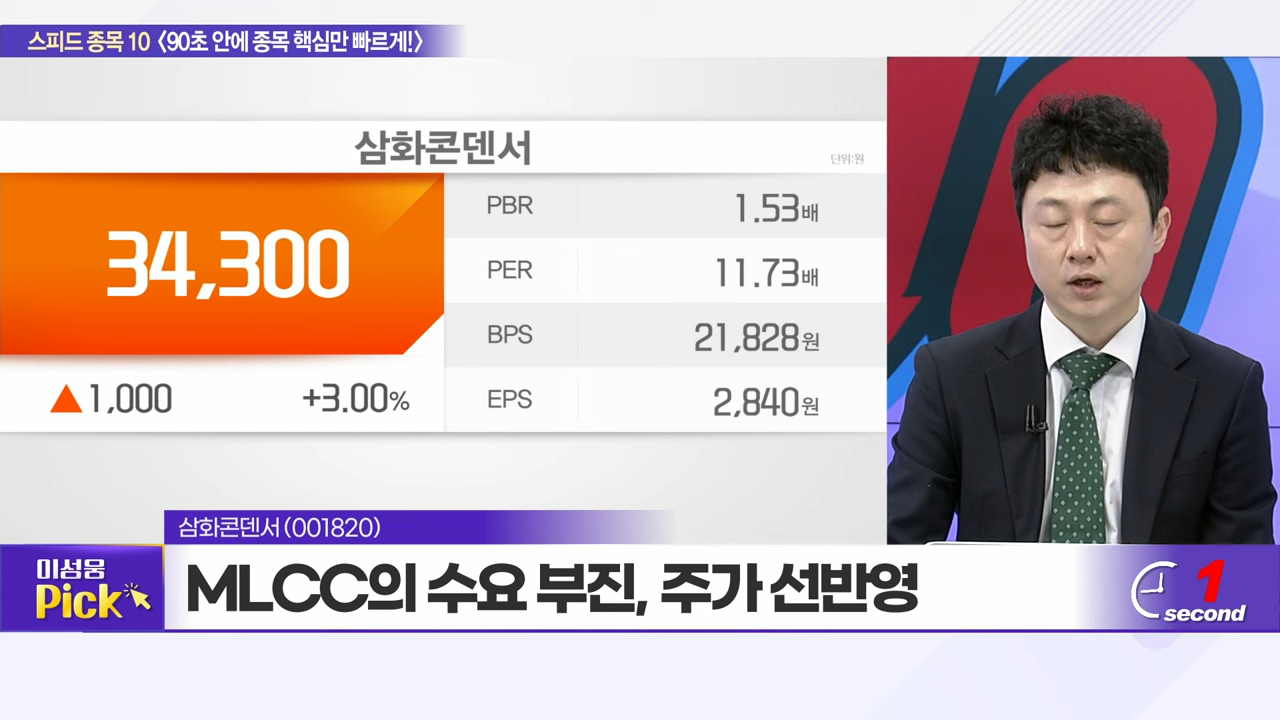 스피드 종목 10 〈90초 안에 종목 핵심만 빠르게!〉
삼화콘덴서
단위:원
34,300
▲1,000 +3.00%
PBR 1.53배
PER 11.73배
BPS 21,828원
EPS 2,840원
삼화콘덴서(001820)
이성웅
Pick
MLCC의 수요 부진, 주가 선반영
1
second